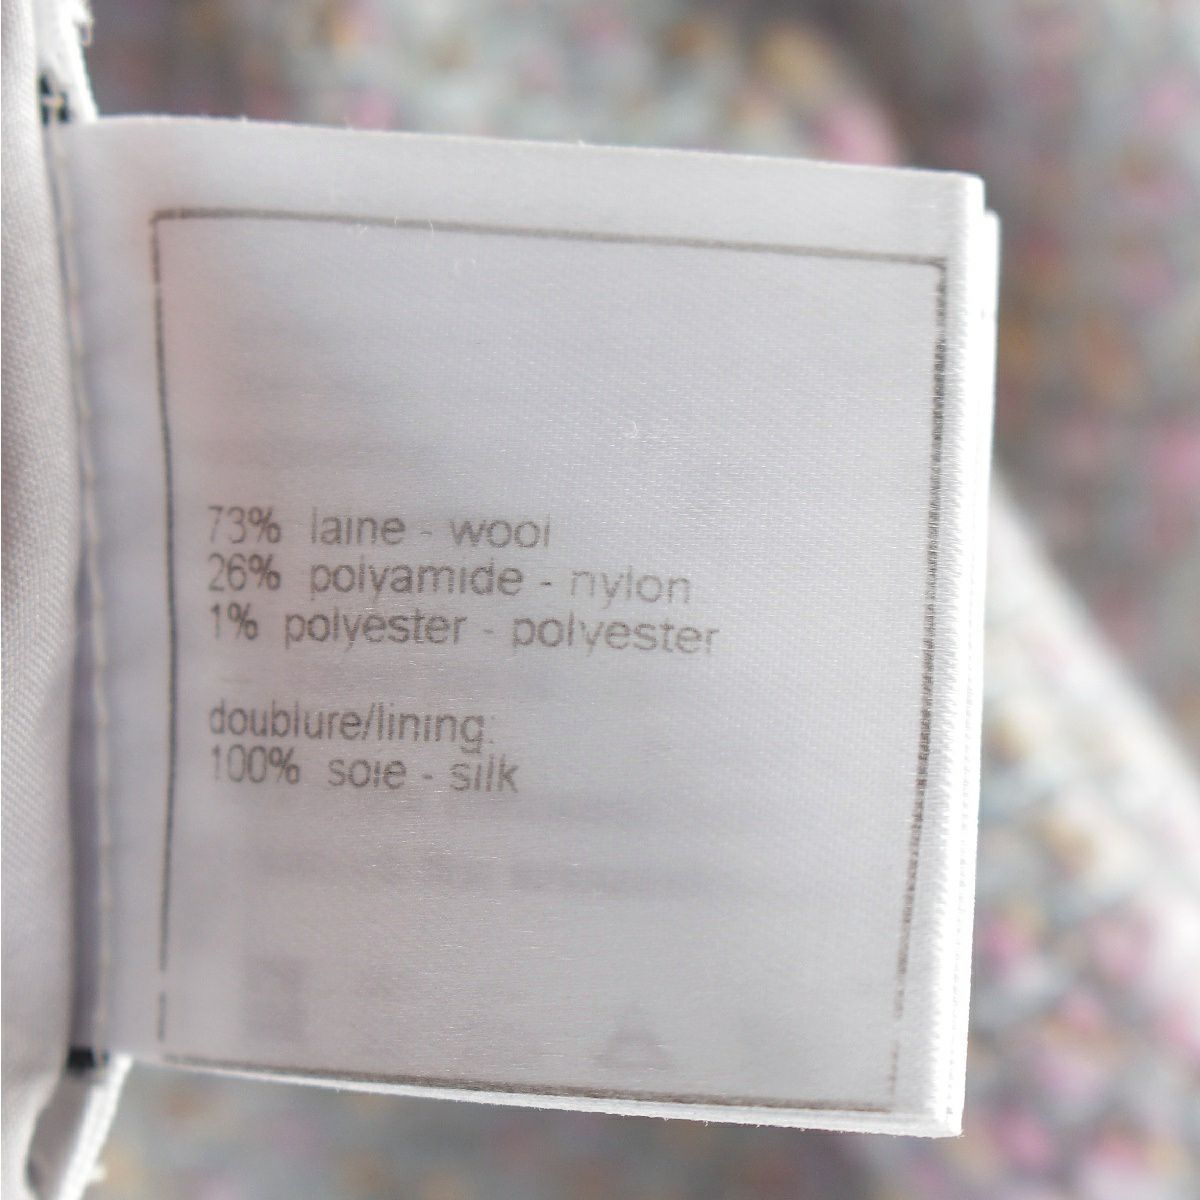 73% laine - wool
26% polyamide - nylon
1% polyester - polyester
doublure/lining:
100% soie - silk